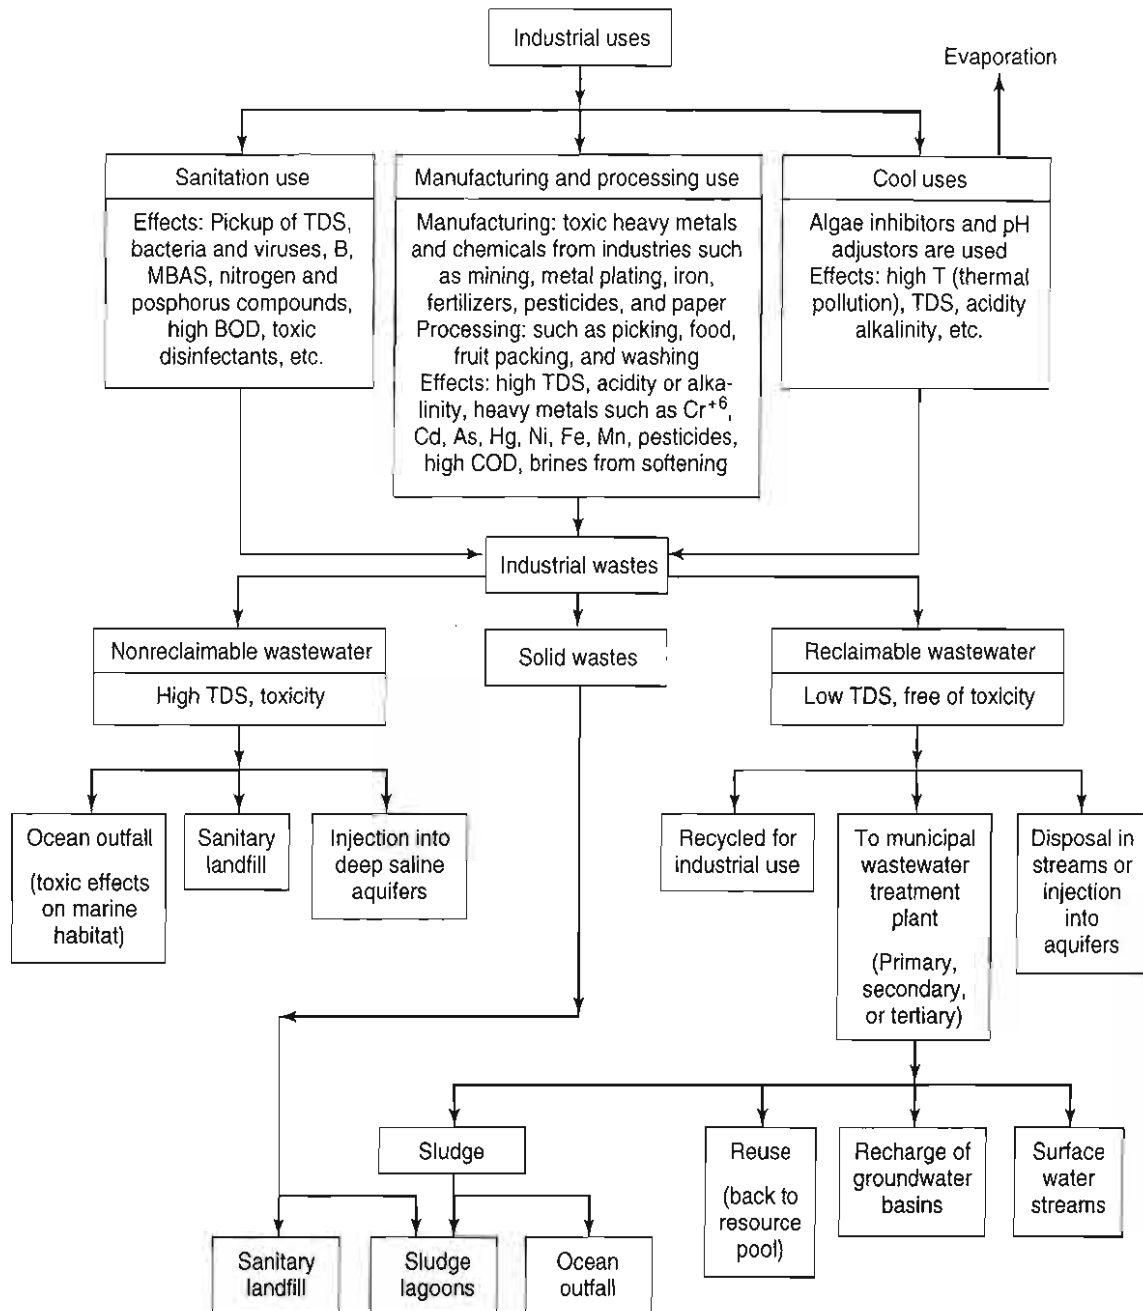 Industrial uses
Evaporation
Sanitation use
Effects: Pickup of TDS,
bacteria and viruses, B,
MBAS, nitrogen and
posphorus compounds,
high BOD, toxic
disinfectants, etc.
Manufacturing and processing use
Manufacturing: toxic heavy metals
and chemicals from industries such
as mining, metal plating, iron,
fertilizers, pesticides, and paper
Processing: such as picking, food,
fruit packing, and washing
Effects: high TDS, acidity or alka-
linity, heavy metals such as Cr⁺⁶,
Cd, As, Hg, Ni, Fe, Mn, pesticides,
high COD, brines from softening
Cool uses
Algae inhibitors and pH
adjustors are used
Effects: high T (thermal
pollution), TDS, acidity
alkalinity, etc.
Industrial wastes
Nonreclaimable wastewater
High TDS, toxicity
Solid wastes
Reclaimable wastewater
Low TDS, free of toxicity
Ocean outfall
(toxic effects
on marine
habitat)
Sanitary
landfill
Injection into
deep saline
aquifers
Recycled for
industrial use
To municipal
wastewater
treatment
plant
(Primary,
secondary,
or tertiary)
Disposal in
streams or
injection
into
aquifers
Sludge
Reuse
(back to
resource
pool)
Recharge of
groundwater
basins
Surface
water
streams
Sanitary
landfill
Sludge
lagoons
Ocean
outfall